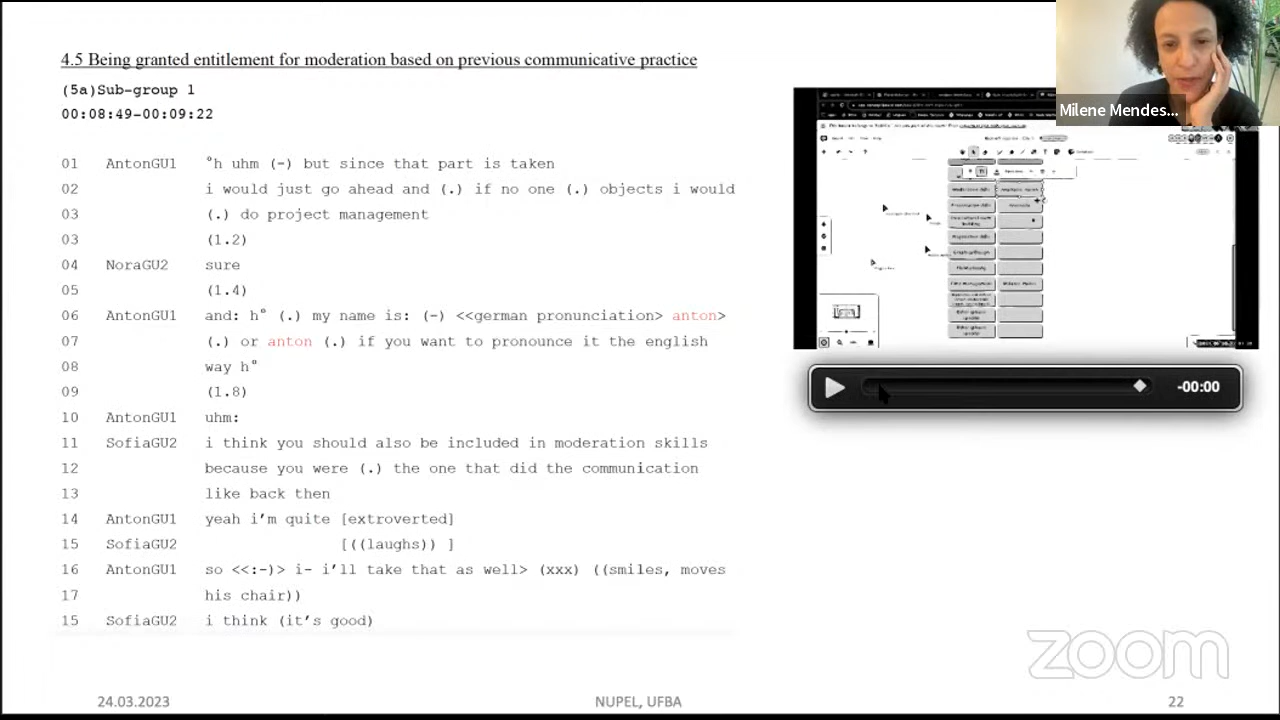 4.5 Being granted entitlement for moderation based on previous communicative practice
(5a)Sub-group 1
00:08:49-00:09:22
01 AntonGU1 °h hm (-) but since that part is taken
02 i would just go ahead and (.) if no one (.) objects i would
03 (.) do project management
03 (1.2)
04 NoraGU2 sure
05 (1.4)
06 AntonGU1 and: h° my name is: (-) <<german pronunciation> anton>
07 (.) or anton (.) if you want to pronounce it the english
08 way h°
09 (1.8)
10 AntonGU1 uhm:
11 SofiaGU2 i think you should also be included in moderation skills
12 because you were (.) the one that did the communication
13 like back then
14 AntonGU1 yeah i'm quite [extroverted]
15 SofiaGU2 [((laughs)) ]
16 AntonGU1 so <<:-)> i- i'll take that as well> (xxx) ((smiles, moves
17 his chair))
15 SofiaGU2 i think (it's good)
Milene Mendes...
-00:00
zoom
24.03.2023 NUPEL, UFBA 22